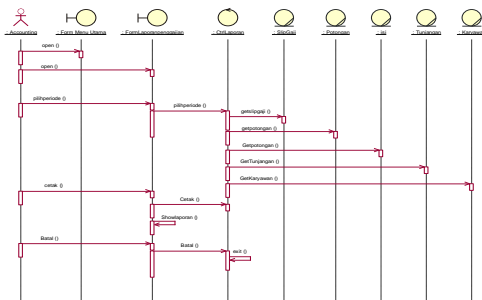 : Accounting
: Form Menu Utama
: FormLaporanpenggajian
: CtrlLaporan
: SlipGaji
: Potongan
: isi
: Tunjangan
: Karyaw
open ()
open ()
pilihperiode ()
pilihperiode ()
getslipgaji ()
getpotongan ()
Getpotongan ()
GetTunjangan ()
GetKaryawan ()
cetak ()
Cetak ()
Showlaporan ()
Batal ()
Batal ()
exit ()